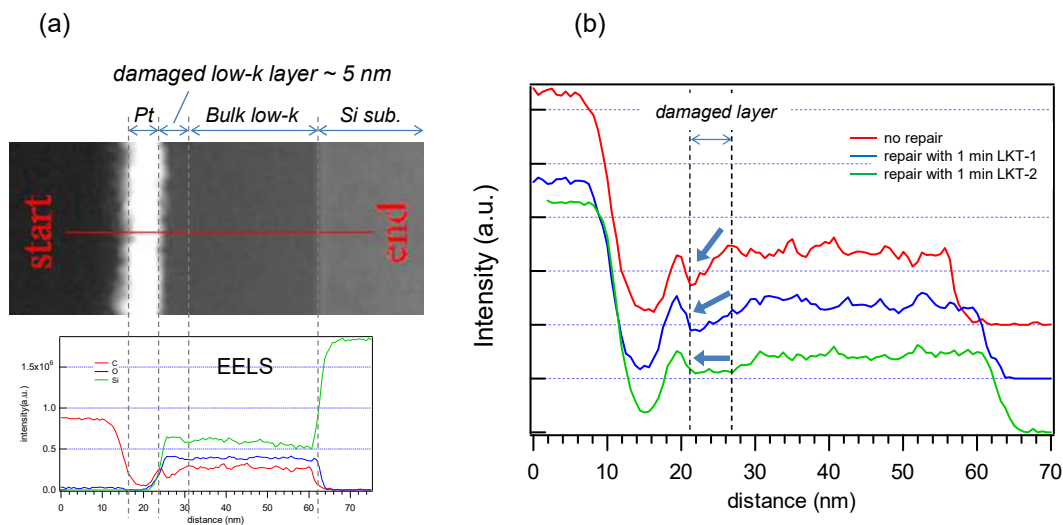 (a)
damaged low-k layer ~ 5 nm
Pt
Bulk low-k
Si sub.
start
end
EELS
C
O
Si
intensity(a.u.)
1.5x10⁶
1.0
0.5
0.0
0 10 20 30 40 50 60 70
distance (nm)
(b)
damaged layer
no repair
repair with 1 min LKT-1
repair with 1 min LKT-2
Intensity (a.u.)
0 10 20 30 40 50 60 70
distance (nm)